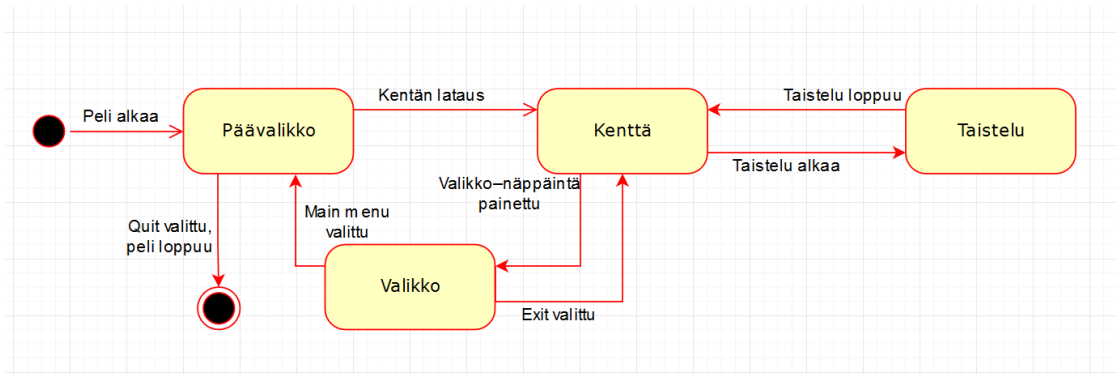 Peli alkaa
Päävalikko
Kentän lataus
Kenttä
Taistelu loppuu
Taistelu
Taistelu alkaa
Valikko–näppäintä
painettu
Main menu
valittu
Quit valittu,
peli loppuu
Valikko
Exit valittu